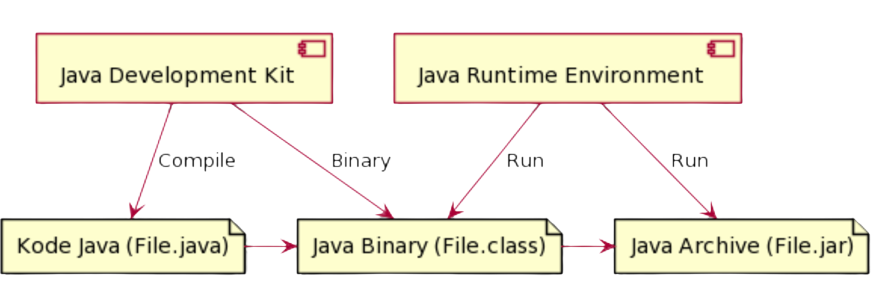 Java Development Kit
Java Runtime Environment
Compile
Binary
Run
Run
Kode Java (File.java)
Java Binary (File.class)
Java Archive (File.jar)